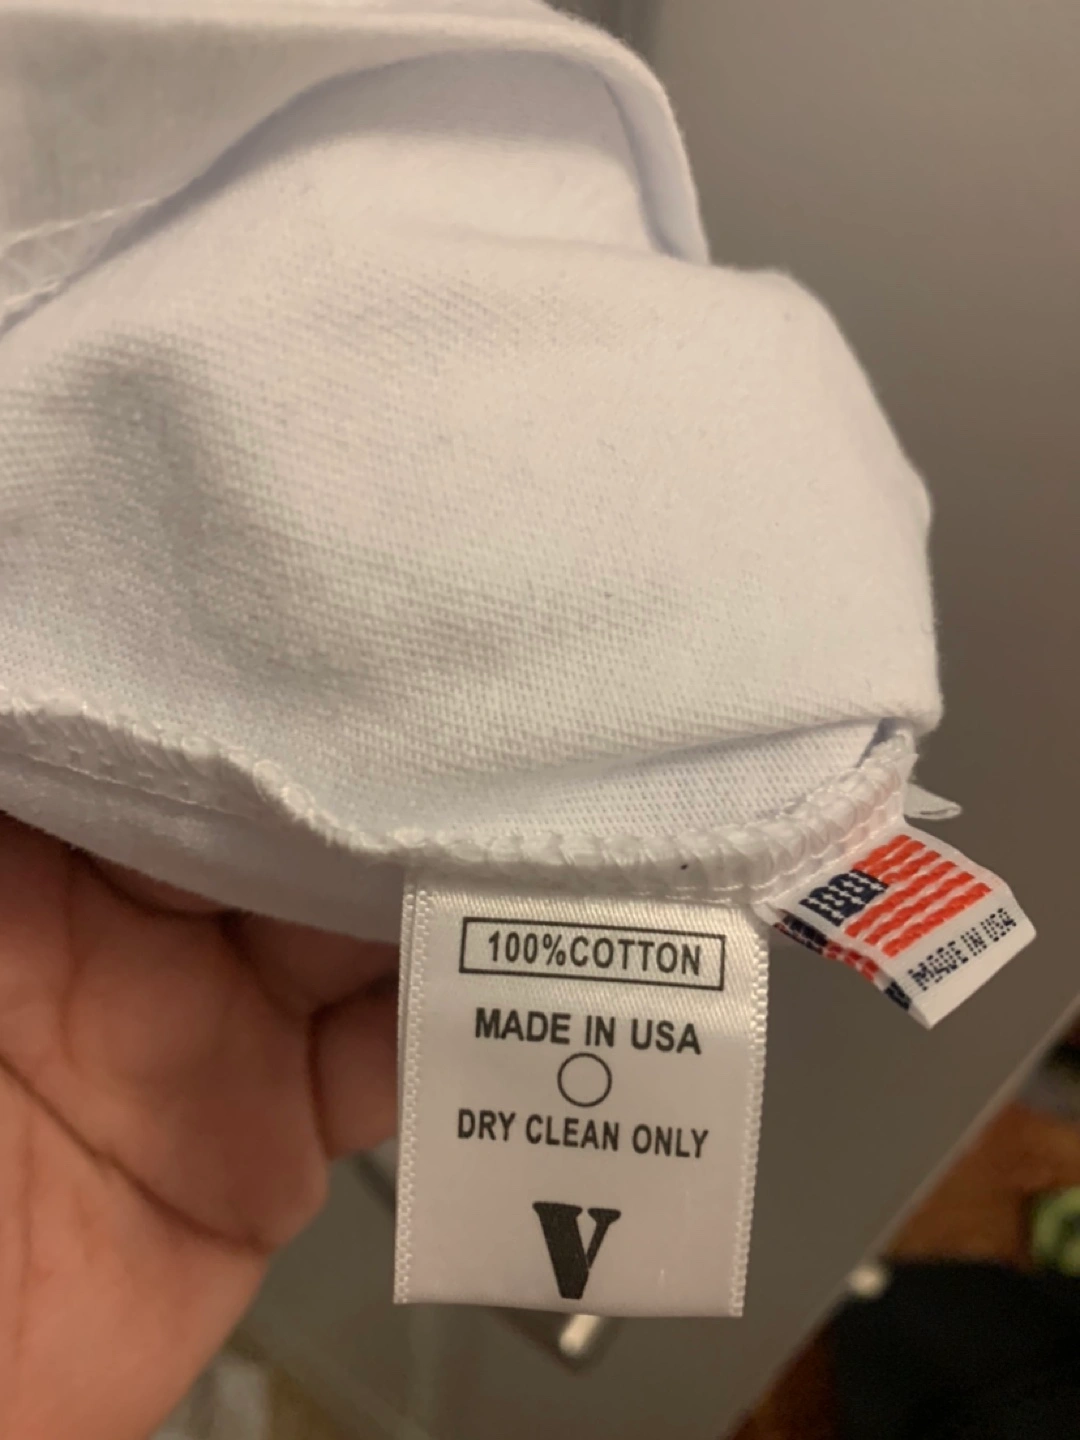 100%COTTON
MADE IN USA
DRY CLEAN ONLY
V
MADE IN USA